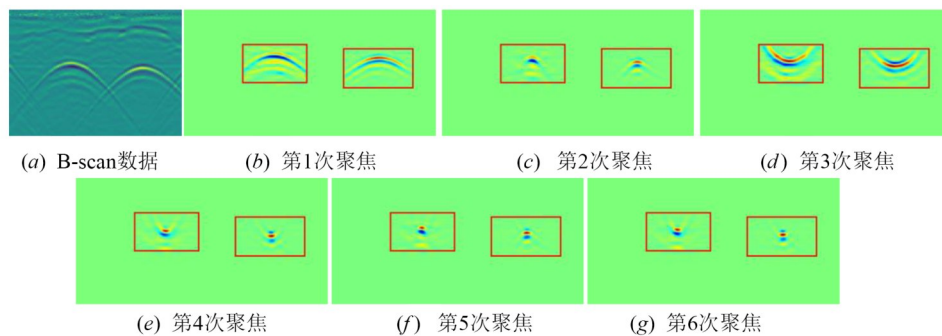 (a) B-scan数据
(b) 第1次聚焦
(c) 第2次聚焦
(d) 第3次聚焦
(e) 第4次聚焦
(f) 第5次聚焦
(g) 第6次聚焦